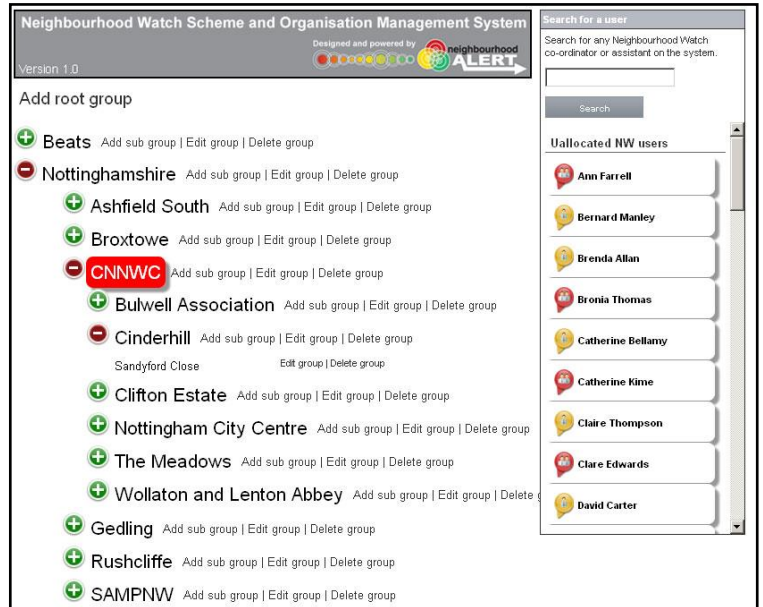 Neighbourhood Watch Scheme and Organisation Management System
Designed and powered by
neighbourhood
ALERT
Version 1.0
Add root group
Beats Add sub group | Edit group | Delete group
Nottinghamshire Add sub group | Edit group | Delete group
Ashfield South Add sub group | Edit group | Delete group
Broxtowe Add sub group | Edit group | Delete group
CNNWC Add sub group | Edit group | Delete group
Bulwell Association Add sub group | Edit group | Delete group
Cinderhill Add sub group | Edit group | Delete group
Sandyford Close Edit group | Delete group
Clifton Estate Add sub group | Edit group | Delete group
Nottingham City Centre Add sub group | Edit group | Delete group
The Meadows Add sub group | Edit group | Delete group
Wollaton and Lenton Abbey Add sub group | Edit group | Delete g
Gedling Add sub group | Edit group | Delete group
Rushcliffe Add sub group | Edit group | Delete group
SAMPNW Add sub group | Edit group | Delete group
Search for a user
Search for any Neighbourhood Watch
co-ordinator or assistant on the system.
Search
Uallocated NW users
Ann Farrell
Bernard Manley
Brenda Allan
Bronia Thomas
Catherine Bellamy
Catherine Kime
Claire Thompson
Clare Edwards
David Carter